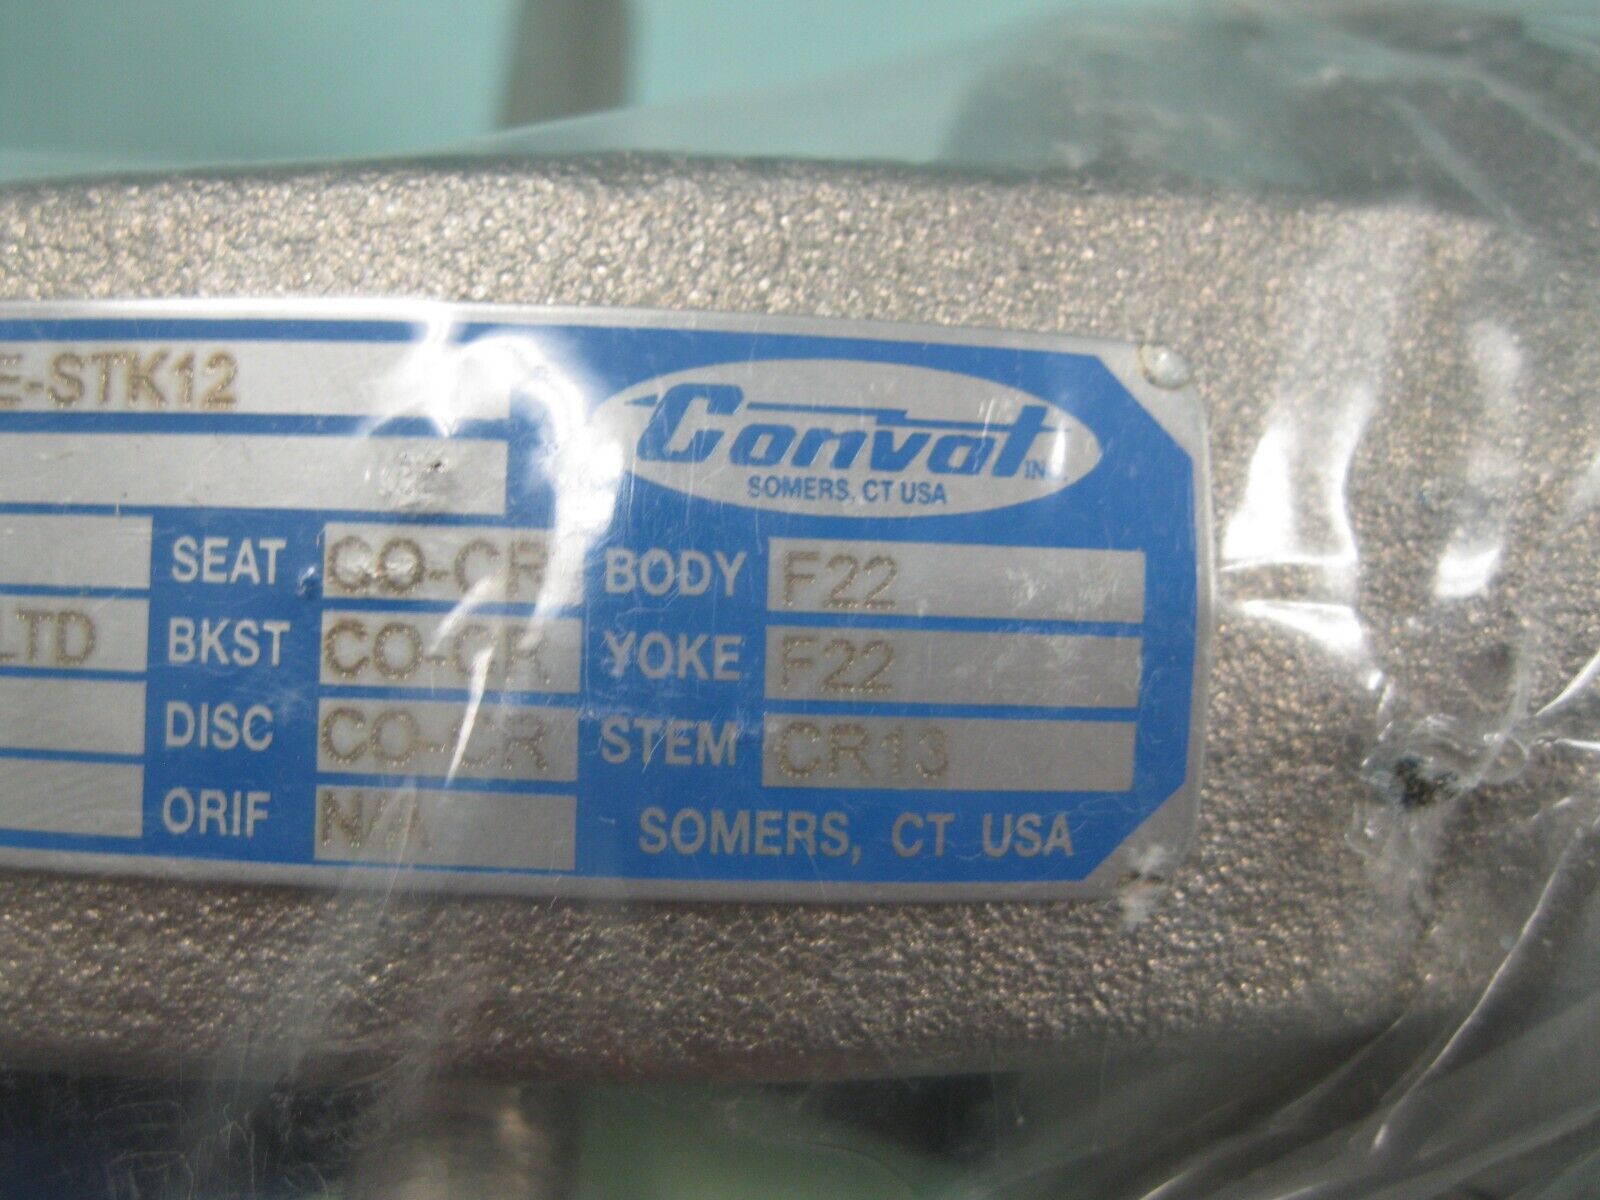 E-STK12
Conval INC.
SOMERS, CT USA
SEAT CO-CR BODY F22
LTD BKST CO-CR YOKE F22
DISC CO-CR STEM CR13
ORIF N/A SOMERS, CT USA